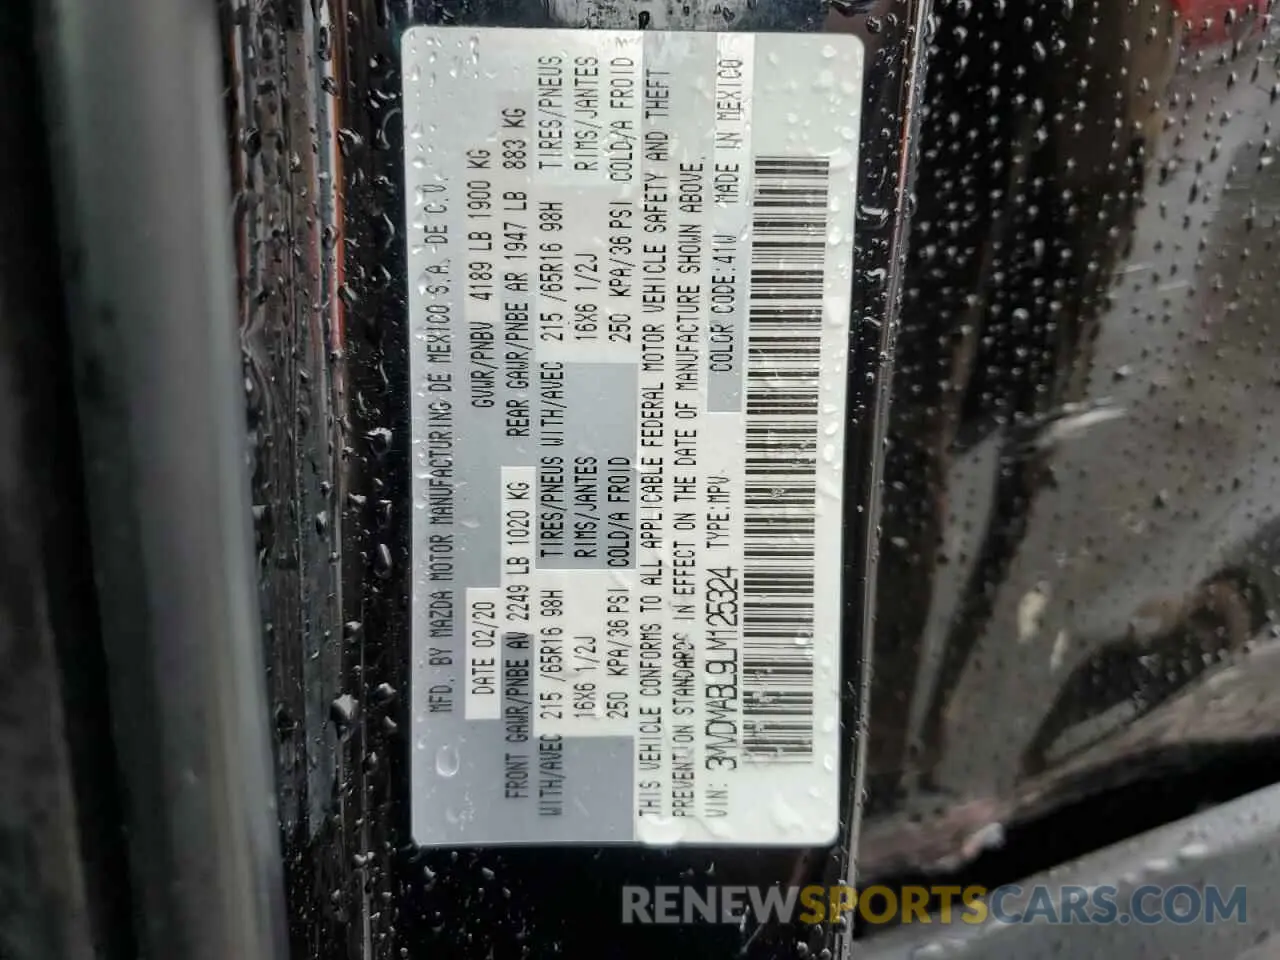 MFD. BY MAZDA MOTOR MANUFACTURING DE MEXICO S.A. DE C.V.
DATE 02/20 GVWR/PNBV 4189 LB 1900 KG
FRONT GAWR/PNBE AV 2249 LB 1020 KG REAR GAWR/PNBE AR 1947 LB 883 KG
WITH/AVEC 215 /65R16 98H TIRES/PNEUS WITH/AVEC 215 /65R16 98H TIRES/PNEUS
16X6 1/2J RIMS/JANTES 16X6 1/2J RIMS/JANTES
250 KPA/36 PSI COLD/A FROID 250 KPA/36 PSI COLD/A FROID
THIS VEHICLE CONFORMS TO ALL APPLICABLE FEDERAL MOTOR VEHICLE SAFETY AND THEFT
PREVENTION STANDARDS IN EFFECT ON THE DATE OF MANUFACTURE SHOWN ABOVE.
VIN: 3MVDMABL9LM125324 TYPE:MPV COLOR CODE:41W MADE IN MEXICO
RENEWSPORTSCARS.COM